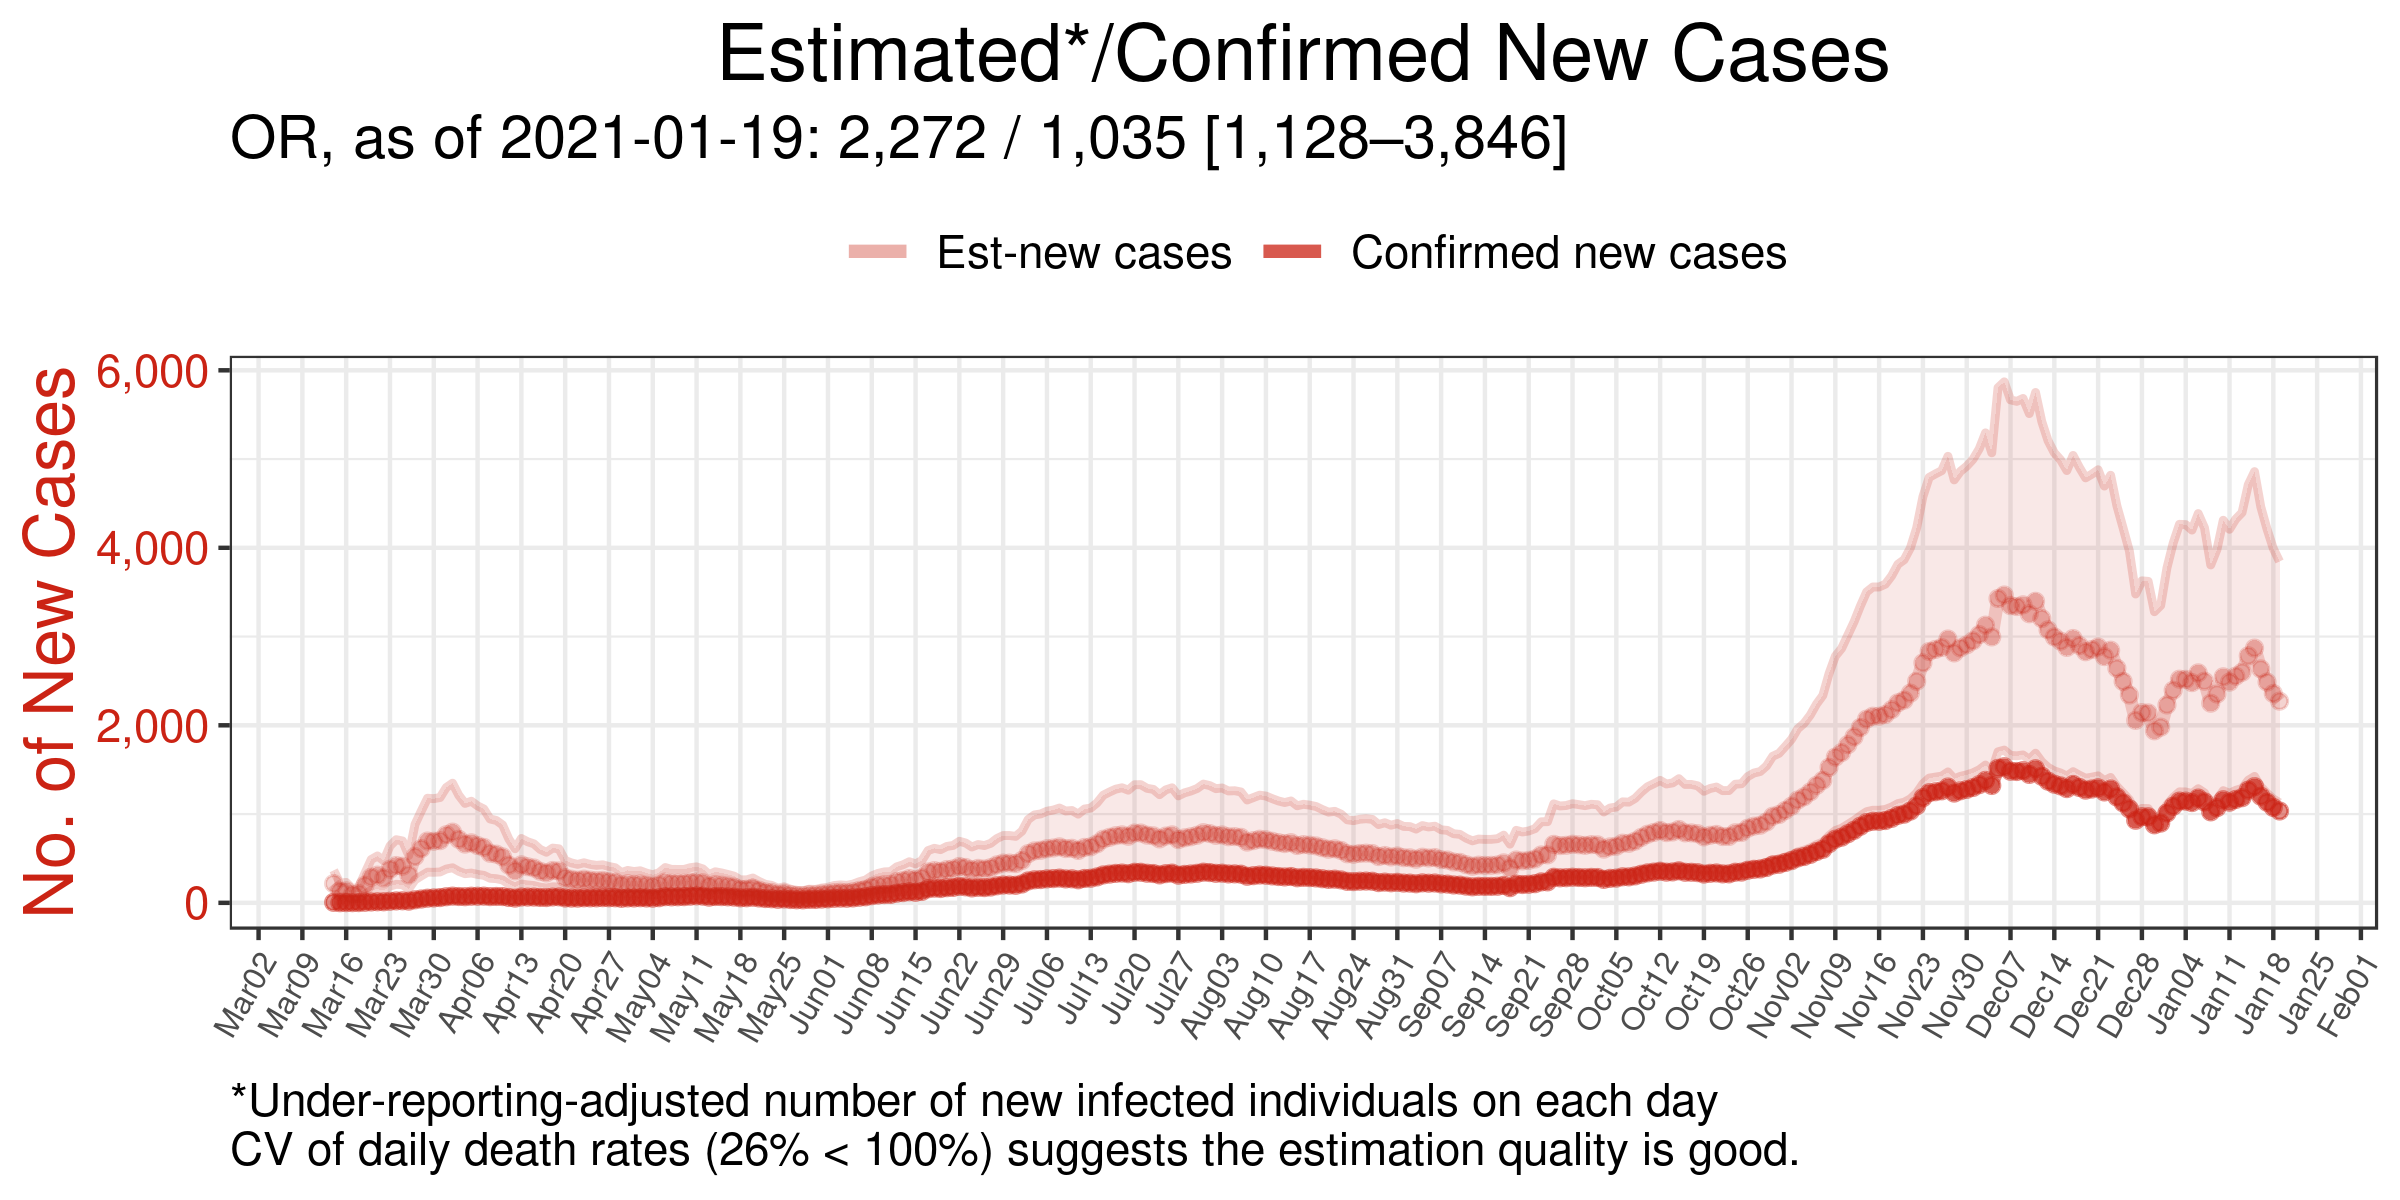 Estimated*/Confirmed New Cases
OR, as of 2021-01-19: 2,272 / 1,035 [1,128–3,846]
Est-new cases
Confirmed new cases
No. of New Cases
6,000
4,000
2,000
0
Mar02
Mar09
Mar16
Mar23
Mar30
Apr06
Apr13
Apr20
Apr27
May04
May11
May18
May25
Jun01
Jun08
Jun15
Jun22
Jun29
Jul06
Jul13
Jul20
Jul27
Aug03
Aug10
Aug17
Aug24
Aug31
Sep07
Sep14
Sep21
Sep28
Oct05
Oct12
Oct19
Oct26
Nov02
Nov09
Nov16
Nov23
Nov30
Dec07
Dec14
Dec21
Dec28
Jan04
Jan11
Jan18
Jan25
Feb01
*Under-reporting-adjusted number of new infected individuals on each day
CV of daily death rates (26% < 100%) suggests the estimation quality is good.